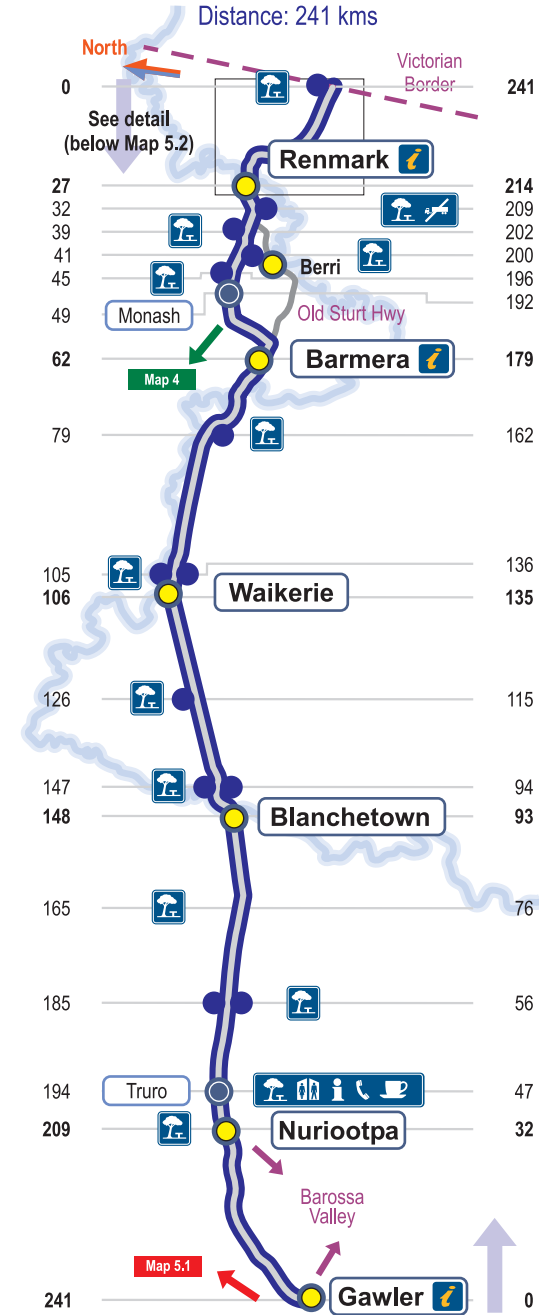 Distance: 241 kms
North
Victorian
Border
0
241
See detail
(below Map 5.2)
Renmark i
27
214
32
209
39
202
41
200
Berri
45
196
192
Monash
49
Old Sturt Hwy
62
Barmera i
179
Map 4
79
162
105
136
106
Waikerie
135
126
115
147
94
148
Blanchetown
93
165
76
185
56
194
Truro
i
47
209
Nuriootpa
32
Barossa
Valley
Map 5.1
241
Gawler i
0